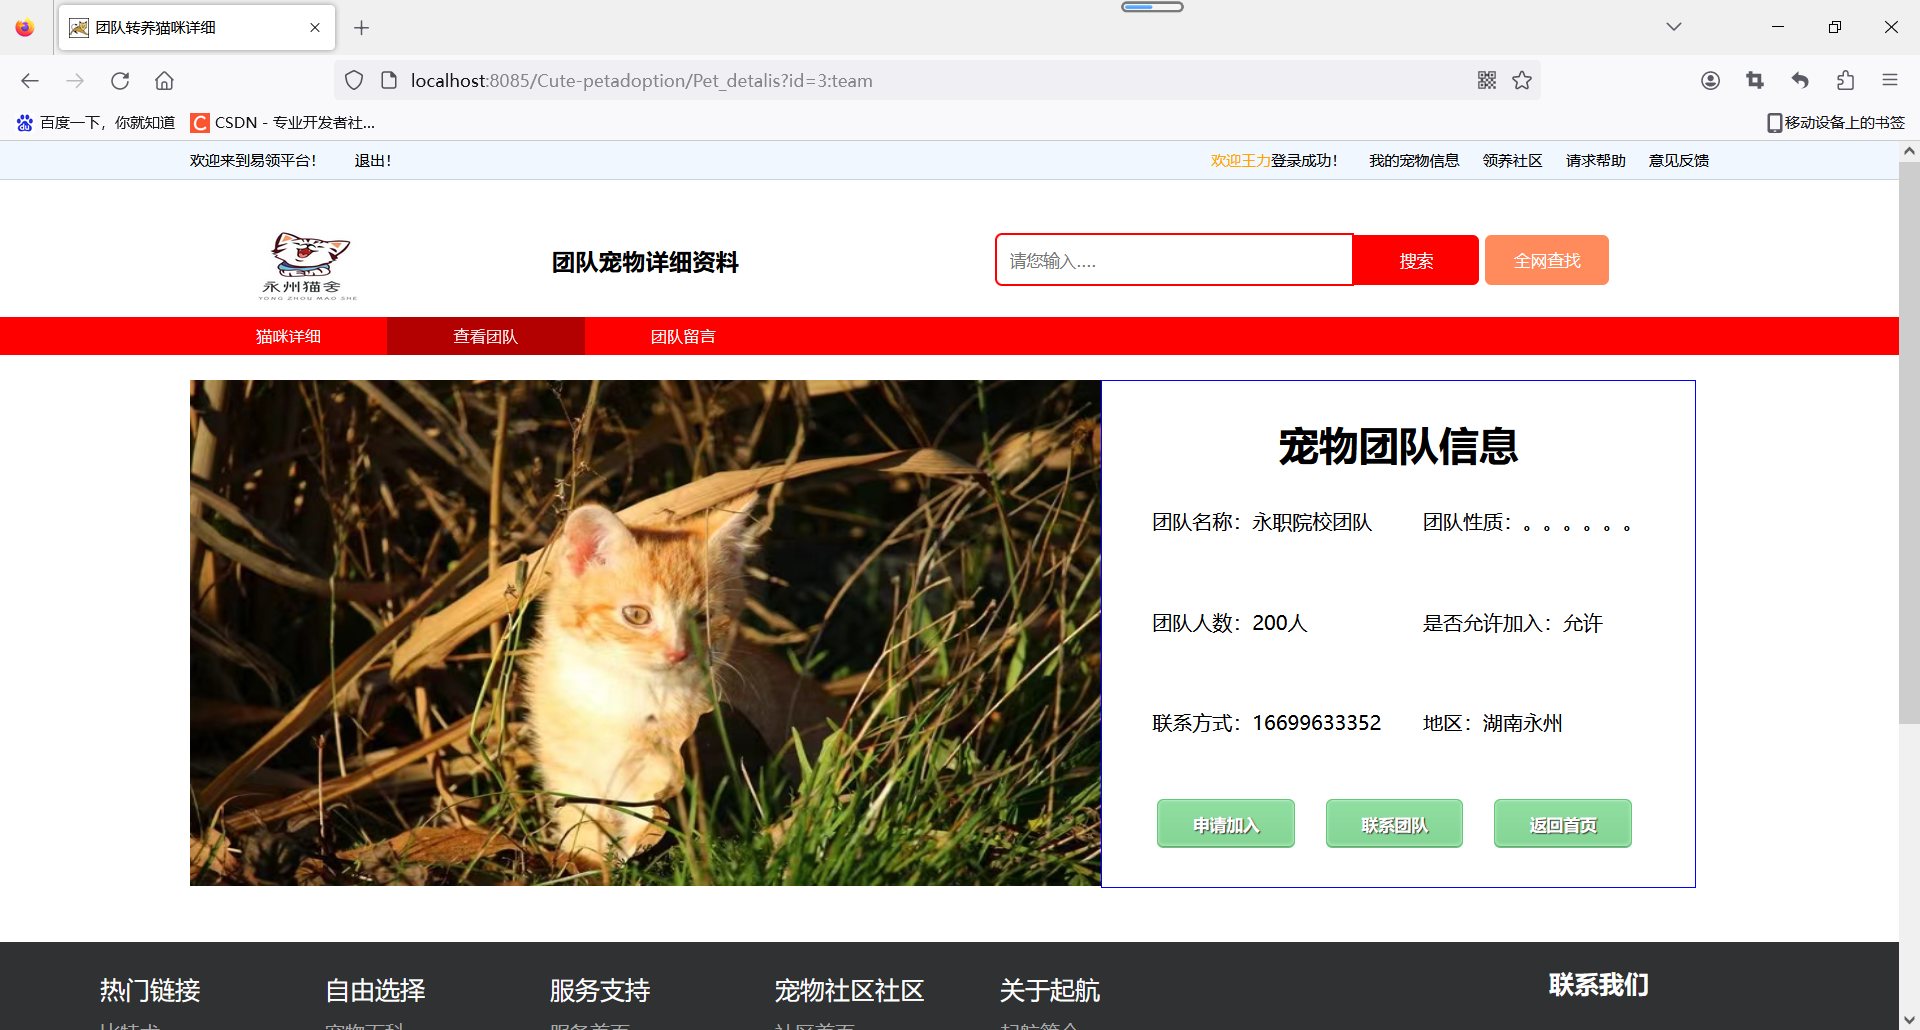 团队转养猫咪详细
localhost:8085/Cute-petadoption/Pet_detalis?id=3:team
百度一下，你就知道 CSDN - 专业开发者社... 移动设备上的书签
欢迎来到易领平台！ 退出！ 欢迎王力登录成功！ 我的宠物信息 领养社区 请求帮助 意见反馈
永州猫舍
YONG ZHOU MAO SHE
团队宠物详细资料
请您输入.... 搜索 全网查找
猫咪详细 查看团队 团队留言
宠物团队信息
团队名称：永职院校团队 团队性质：。。。。。。
团队人数：200人 是否允许加入：允许
联系方式：16699633352 地区：湖南永州
申请加入 联系团队 返回首页
热门链接 自由选择 服务支持 宠物社区社区 关于起航 联系我们